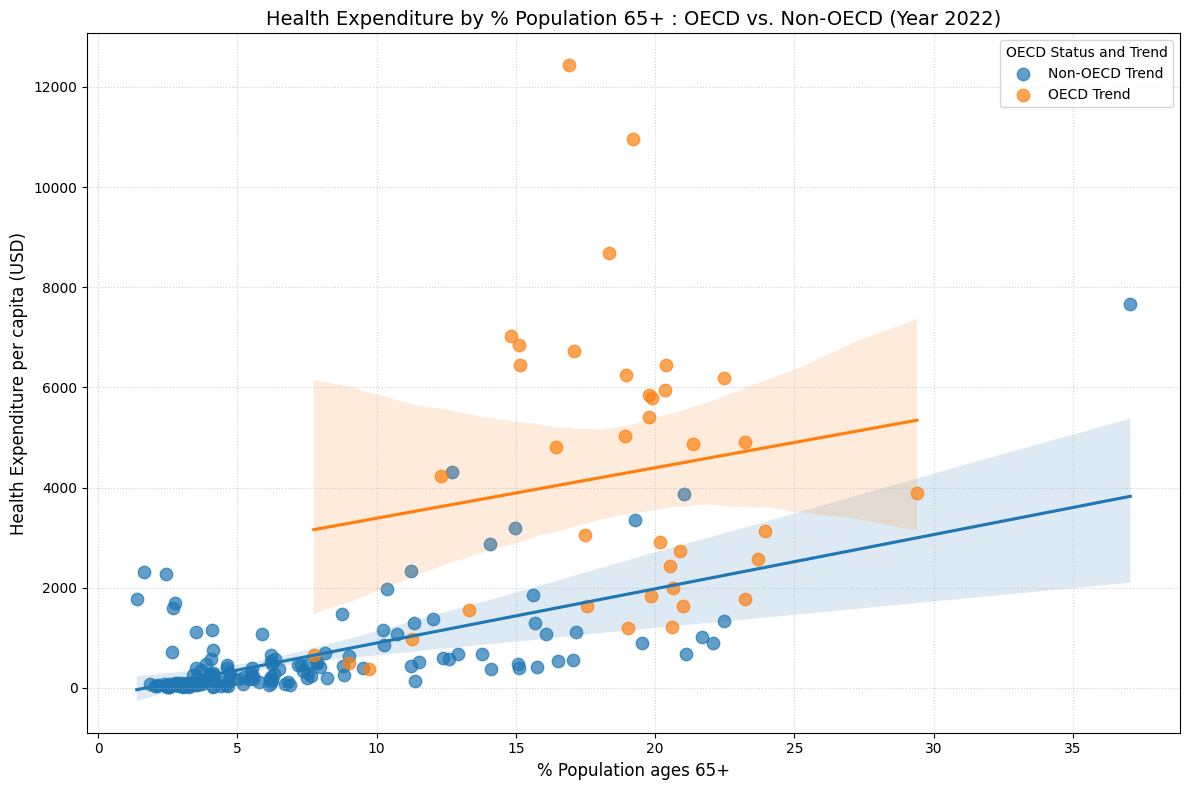 Health Expenditure by % Population 65+ : OECD vs. Non-OECD (Year 2022)
OECD Status and Trend
Non-OECD Trend
OECD Trend
Health Expenditure per capita (USD)
12000
10000
8000
6000
4000
2000
0
0 5 10 15 20 25 30 35
% Population ages 65+